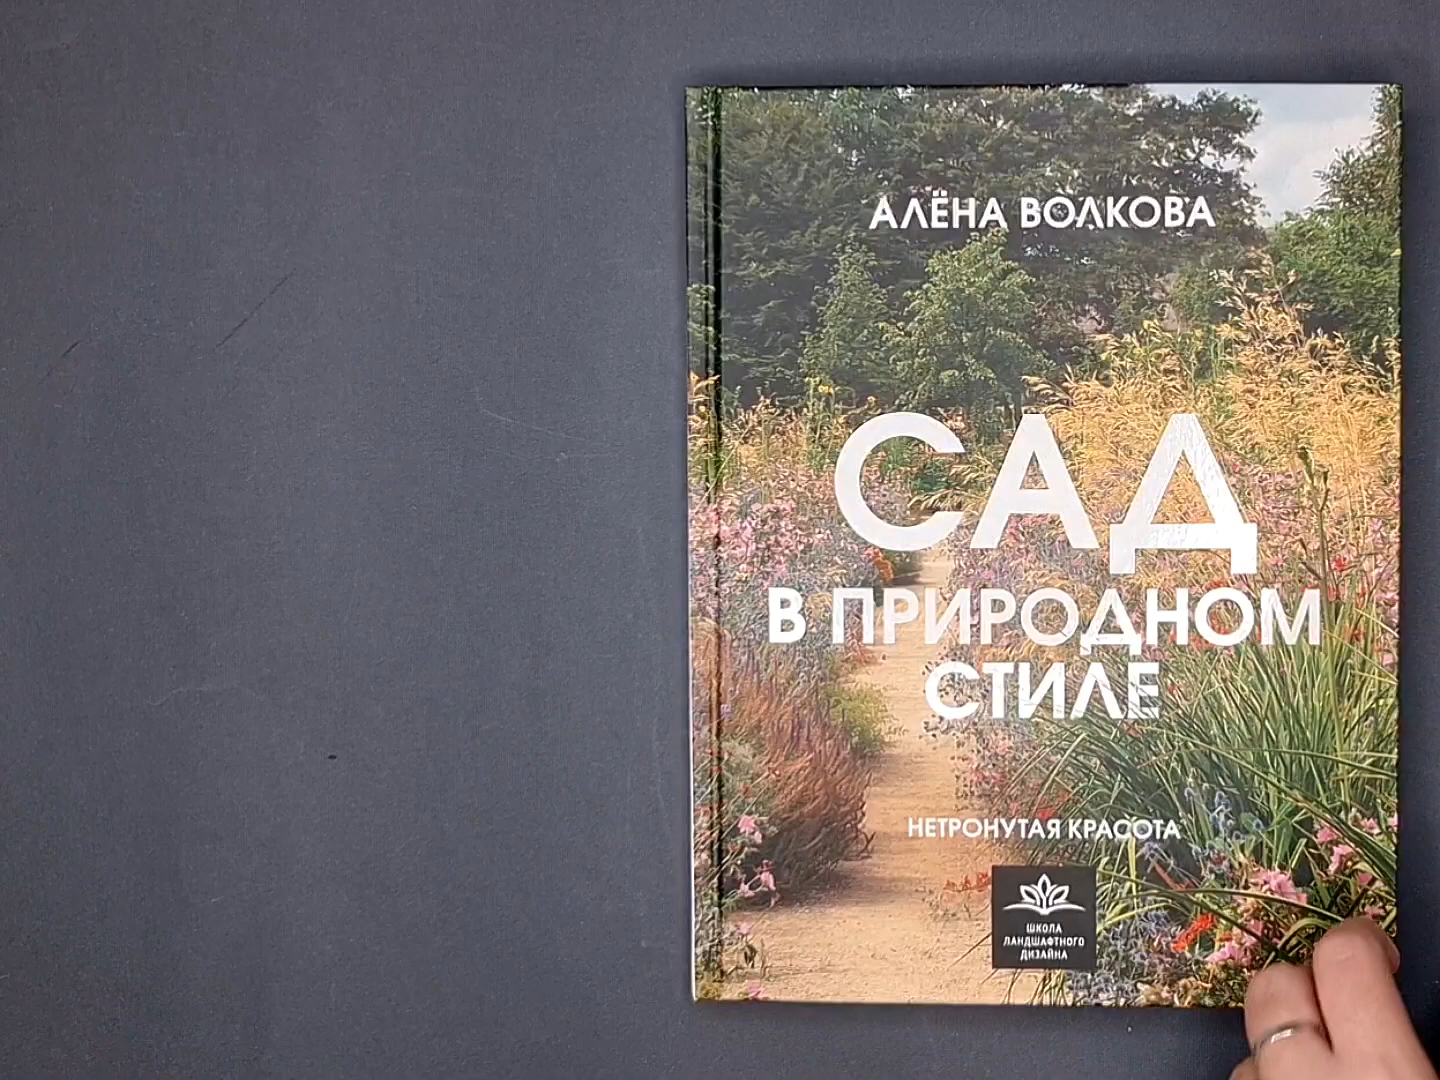 АЛЁНА ВОЛКОВА
САД
В ПРИРОДНОМ
СТИЛЕ
НЕТРОНУТАЯ КРАСОТА
ШКОЛА
ЛАНДШАФТНОГО
ДИЗАЙНА